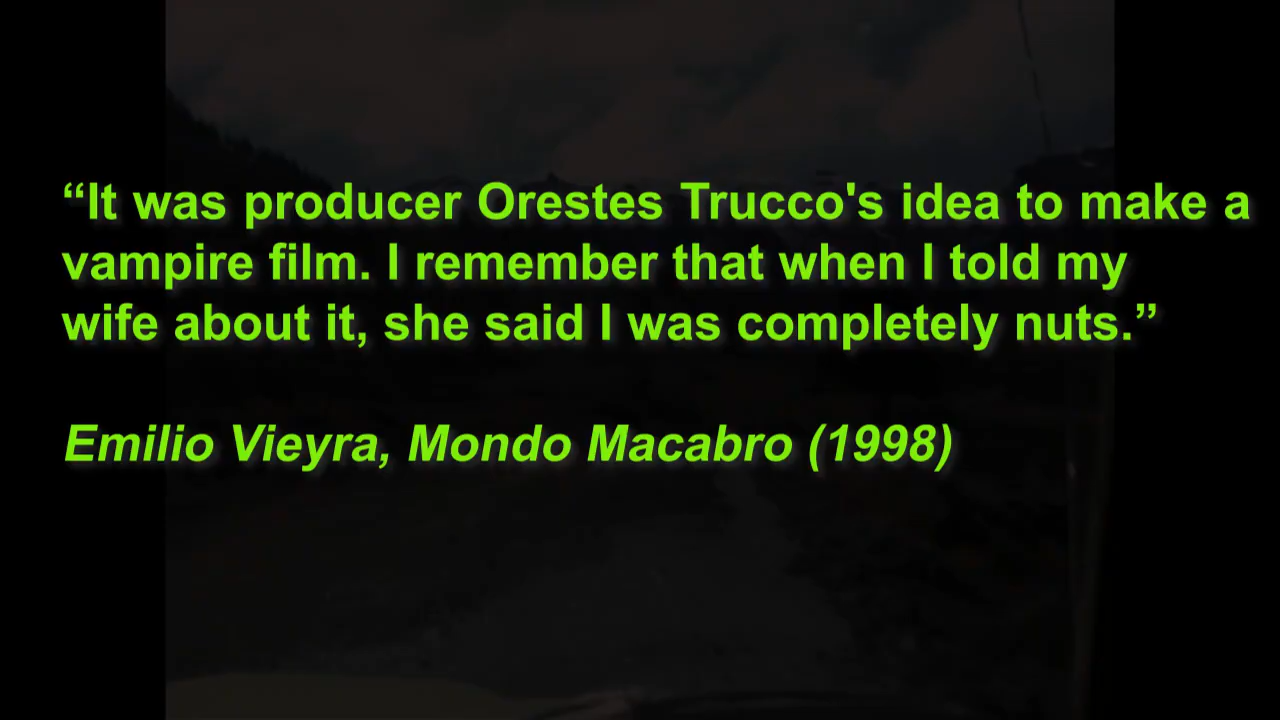 “It was producer Orestes Trucco's idea to make a
vampire film. I remember that when I told my
wife about it, she said I was completely nuts.”
Emilio Vieyra, Mondo Macabro (1998)